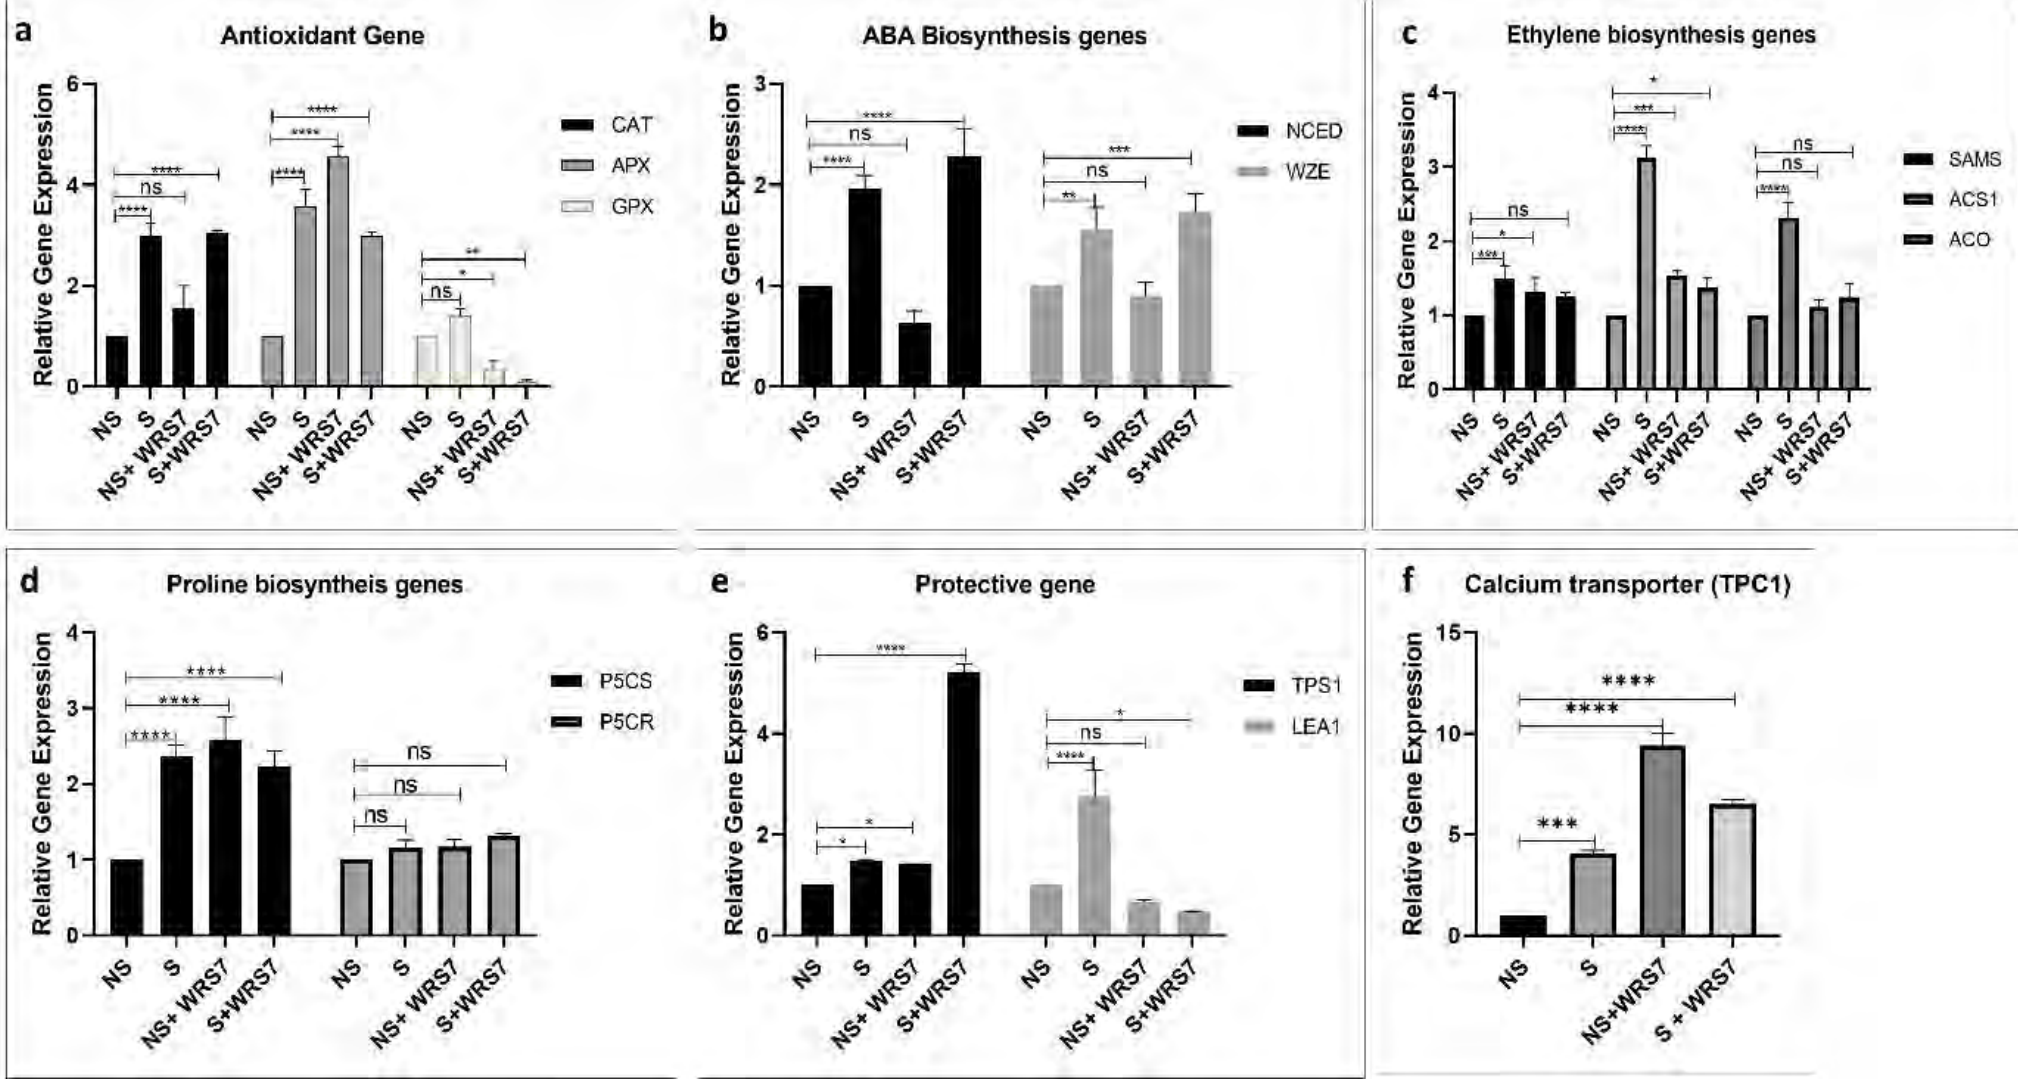 a
Antioxidant Gene
Relative Gene Expression
6
4
2
0
****
ns
****
****
****
****
**
*
ns
CAT
APX
GPX
NS
S
NS+ WRS7
S+WRS7
NS
S
NS+ WRS7
S+WRS7
NS
S
NS+ WRS7
S+WRS7
b
ABA Biosynthesis genes
Relative Gene Expression
3
2
1
0
****
ns
****
***
ns
**
NCED
WZE
NS
S
NS+ WRS7
S+WRS7
NS
S
NS+ WRS7
S+WRS7
c
Ethylene biosynthesis genes
Relative Gene Expression
4
3
2
1
0
ns
*
***
*
***
****
ns
ns
****
SAMS
ACS1
ACO
NS
S
NS+ WRS7
S+WRS7
NS
S
NS+ WRS7
S+WRS7
NS
S
NS+ WRS7
S+WRS7
d
Proline biosyntheis genes
Relative Gene Expression
4
3
2
1
0
****
****
****
ns
ns
ns
P5CS
P5CR
NS
S
NS+ WRS7
S+WRS7
NS
S
NS+ WRS7
S+WRS7
e
Protective gene
Relative Gene Expression
6
4
2
0
****
*
*
*
ns
****
TPS1
LEA1
NS
S
NS+ WRS7
S+WRS7
NS
S
NS+ WRS7
S+WRS7
f
Calcium transporter (TPC1)
Relative Gene Expression
15
10
5
0
****
****
***
NS
S
NS+WRS7
S + WRS7